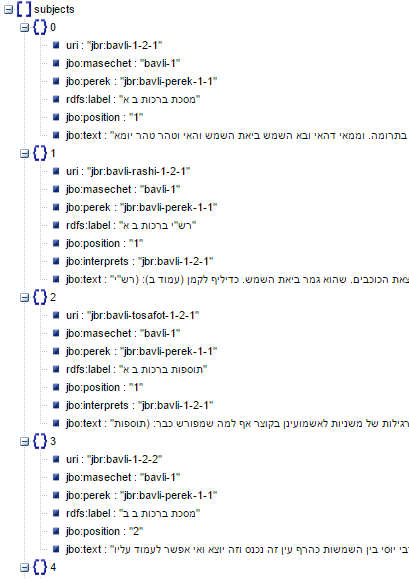 subjects
0
uri : "jbr:bavli-1-2-1"
jbo:masechet : "bavli-1"
jbo:perek : "jbr:bavli-perek-1-1"
rdfs:label : "מסכת ברכות ב א"
jbo:position : "1"
jbo:text : "בתרומה. וממאי דהאי ובא השמש ביאת השמש והאי וטהר טהר יומא
1
uri : "jbr:bavli-rashi-1-2-1"
jbo:masechet : "bavli-1"
jbo:perek : "jbr:bavli-perek-1-1"
rdfs:label : "רש"י ברכות ב א"
jbo:position : "1"
jbo:interprets : "jbr:bavli-1-2-1"
jbo:text : "צאת הכוכבים. שהוא גמר ביאת השמש. כדיליף לקמן (עמוד ב): (רש"י"
2
uri : "jbr:bavli-tosafot-1-2-1"
jbo:masechet : "bavli-1"
jbo:perek : "jbr:bavli-perek-1-1"
rdfs:label : "תוספות ברכות ב א"
jbo:position : "1"
jbo:interprets : "jbr:bavli-1-2-1"
jbo:text : "רגילות של משניות לאשמועינן בקוצר אף למה שמפורש כבר: (תוספות"
3
uri : "jbr:bavli-1-2-2"
jbo:masechet : "bavli-1"
jbo:perek : "jbr:bavli-perek-1-1"
rdfs:label : "מסכת ברכות ב ב"
jbo:position : "2"
jbo:text : "רבי יוסי בין השמשות כהרף עין זה נכנס וזה יוצא ואי אפשר לעמוד עליו"
4